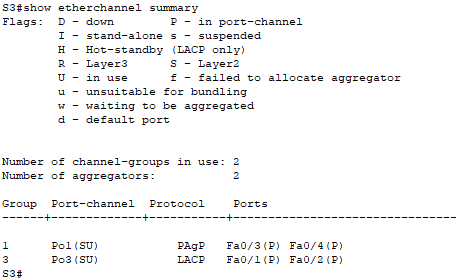 S3#show etherchannel summary
Flags:  D - down        P - in port-channel
        I - stand-alone s - suspended
        H - Hot-standby (LACP only)
        R - Layer3      S - Layer2
        U - in use      f - failed to allocate aggregator
        u - unsuitable for bundling
        w - waiting to be aggregated
        d - default port
Number of channel-groups in use: 2
Number of aggregators:           2
Group  Port-channel  Protocol    Ports
------+-------------+-----------+----------------------------------------------
1      Po1(SU)           PAgP   Fa0/3(P) Fa0/4(P)
3      Po3(SU)           LACP   Fa0/1(P) Fa0/2(P)
S3#